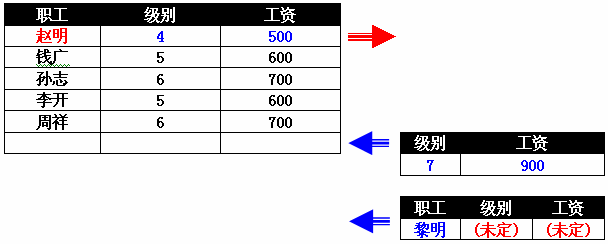 职工 级别 工资
赵明 4 500
钱广 5 600
孙志 6 700
李开 5 600
周祥 6 700
级别 工资
7 900
职工 级别 工资
黎明 (未定) (未定)